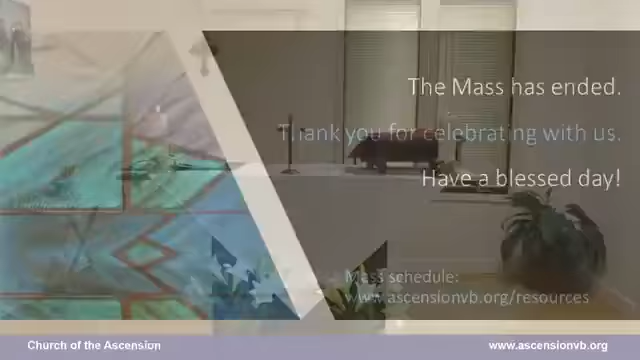 The Mass has ended.
Thank you for celebrating with us.
Have a blessed day!
Mass schedule:
www.ascensionvb.org/resources
Church of the Ascension
www.ascensionvb.org